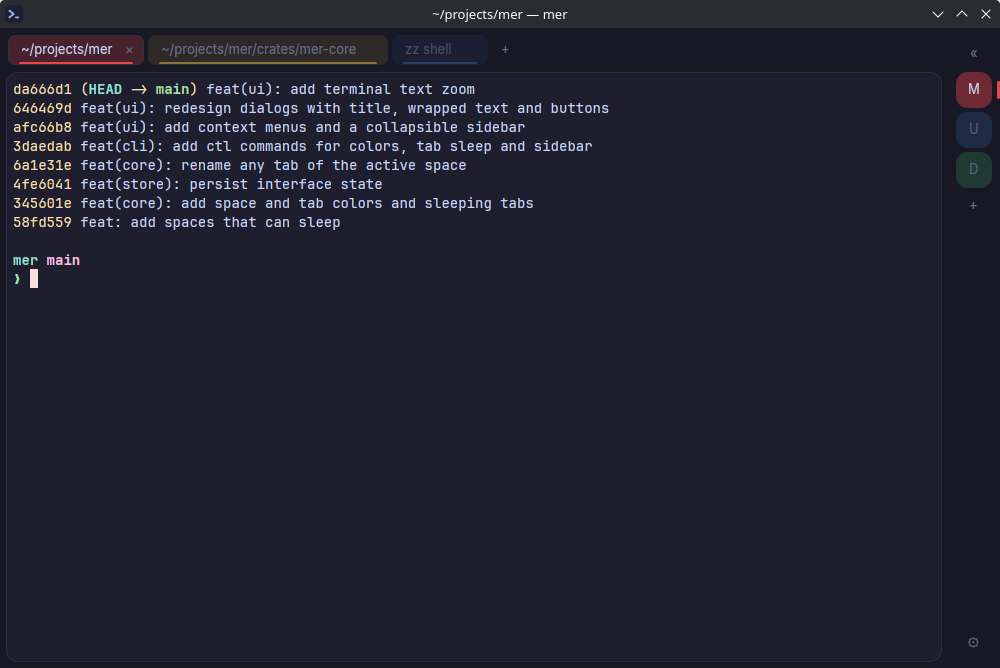 ~/projects/mer — mer
~/projects/mer × ~/projects/mer/crates/mer-core zz shell + «
da666d1 (HEAD -> main) feat(ui): add terminal text zoom
646469d feat(ui): redesign dialogs with title, wrapped text and buttons
afc66b8 feat(ui): add context menus and a collapsible sidebar
3daedab feat(cli): add ctl commands for colors, tab sleep and sidebar
6a1e31e feat(core): rename any tab of the active space
4fe6041 feat(store): persist interface state
345601e feat(core): add space and tab colors and sleeping tabs
58fd559 feat: add spaces that can sleep
mer main
❯
M
U
D
+